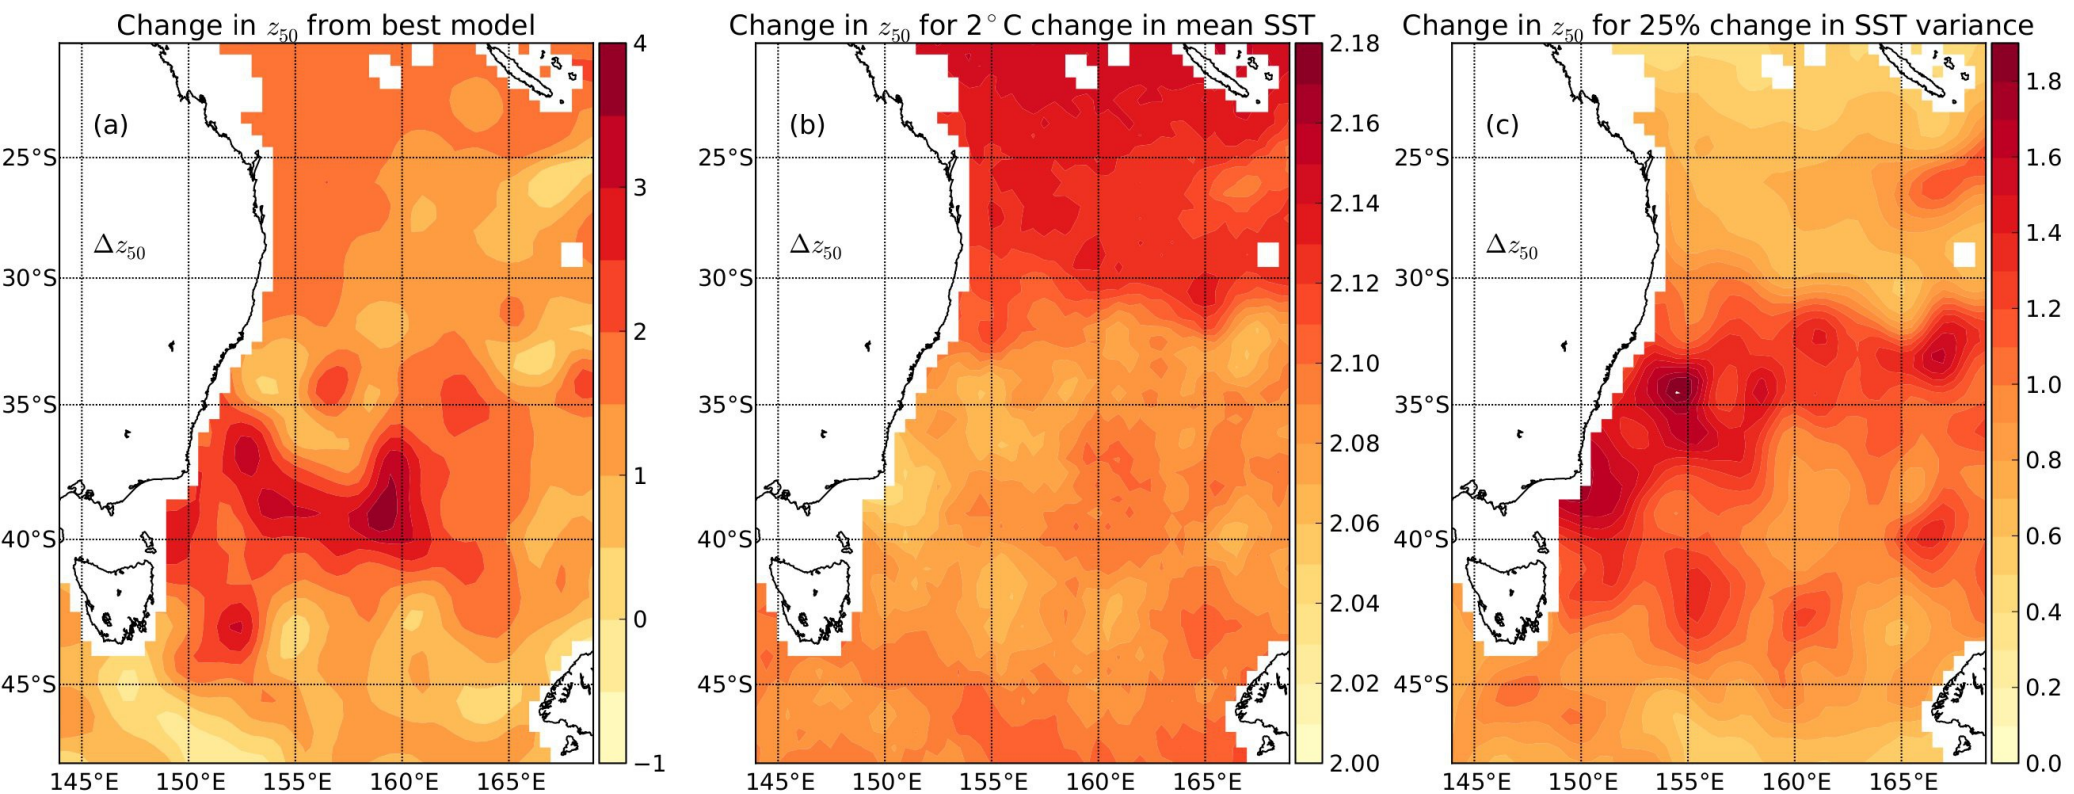 Change in z50 from best model
(a)
Δz50
25°S
30°S
35°S
40°S
45°S
145°E 150°E 155°E 160°E 165°E
4
3
2
1
0
−1
Change in z50 for 2°C change in mean SST
(b)
Δz50
25°S
30°S
35°S
40°S
45°S
145°E 150°E 155°E 160°E 165°E
2.18
2.16
2.14
2.12
2.10
2.08
2.06
2.04
2.02
2.00
Change in z50 for 25% change in SST variance
(c)
Δz50
25°S
30°S
35°S
40°S
45°S
145°E 150°E 155°E 160°E 165°E
1.8
1.6
1.4
1.2
1.0
0.8
0.6
0.4
0.2
0.0